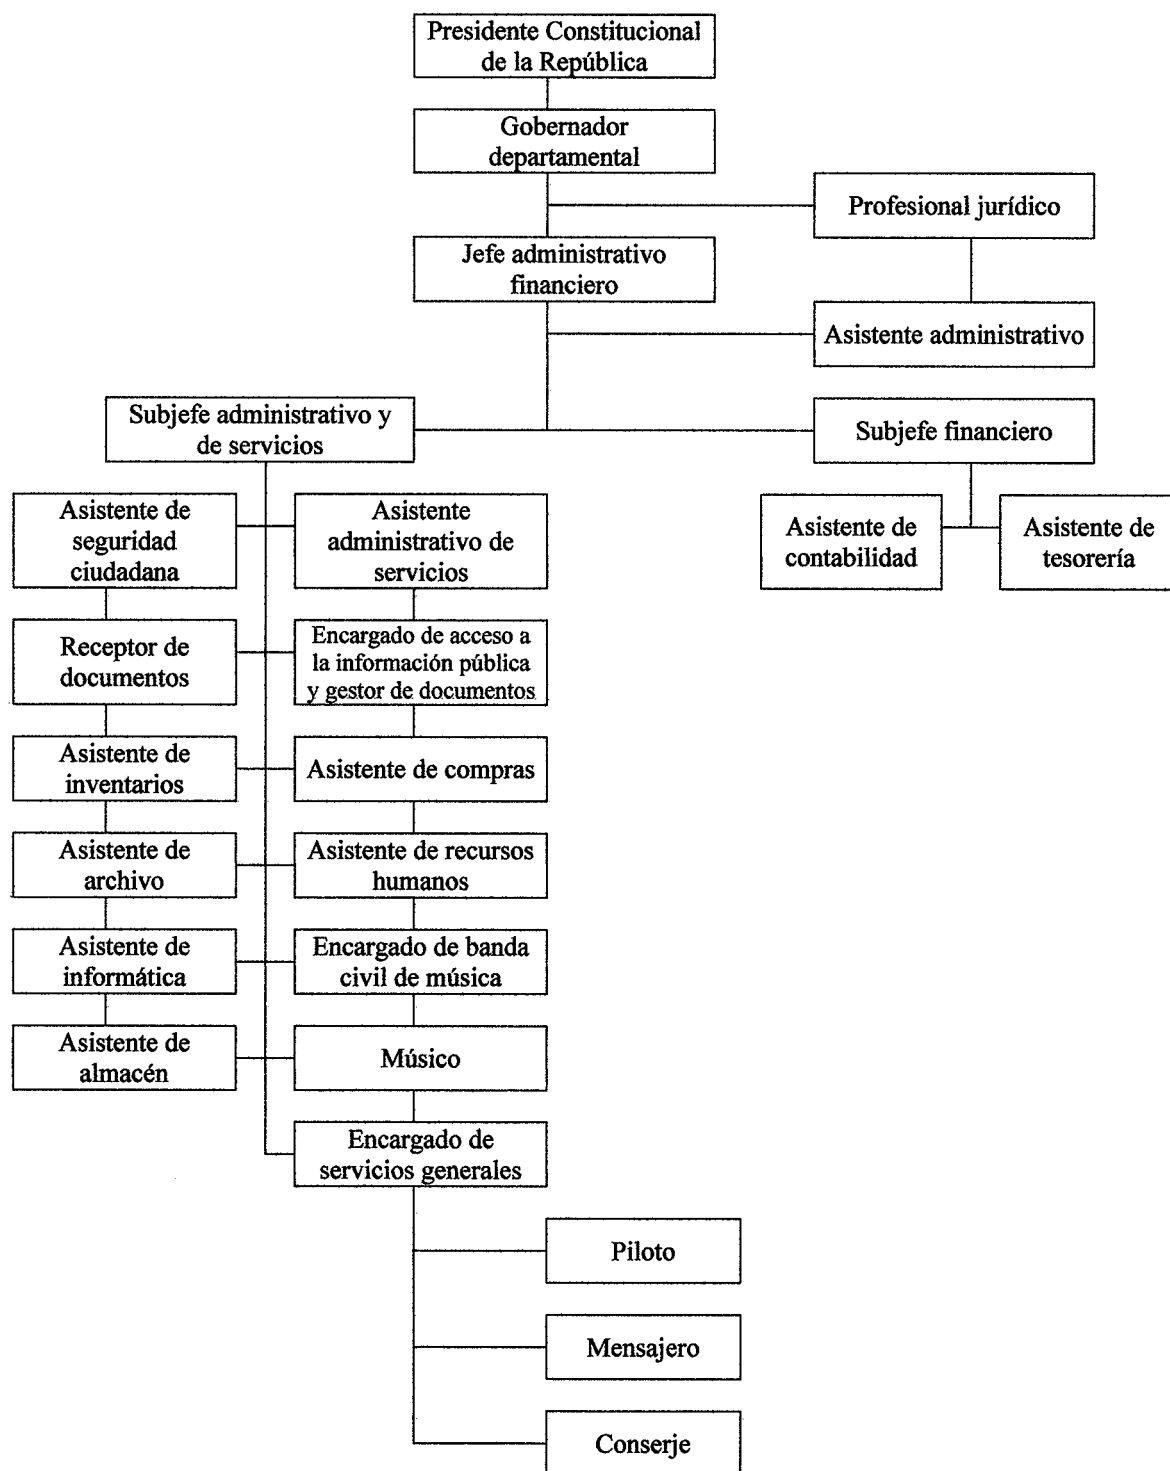 Presidente Constitucional
de la República
Gobernador
departamental
Profesional jurídico
Jefe administrativo
financiero
Asistente administrativo
Subjefe administrativo y
de servicios
Subjefe financiero
Asistente de
seguridad
ciudadana
Asistente
administrativo de
servicios
Asistente de
contabilidad
Asistente de
tesorería
Receptor de
documentos
Encargado de acceso a
la información pública
y gestor de documentos
Asistente de
inventarios
Asistente de compras
Asistente de
archivo
Asistente de recursos
humanos
Asistente de
informática
Encargado de banda
civil de música
Asistente de
almacén
Músico
Encargado de
servicios generales
Piloto
Mensajero
Conserje